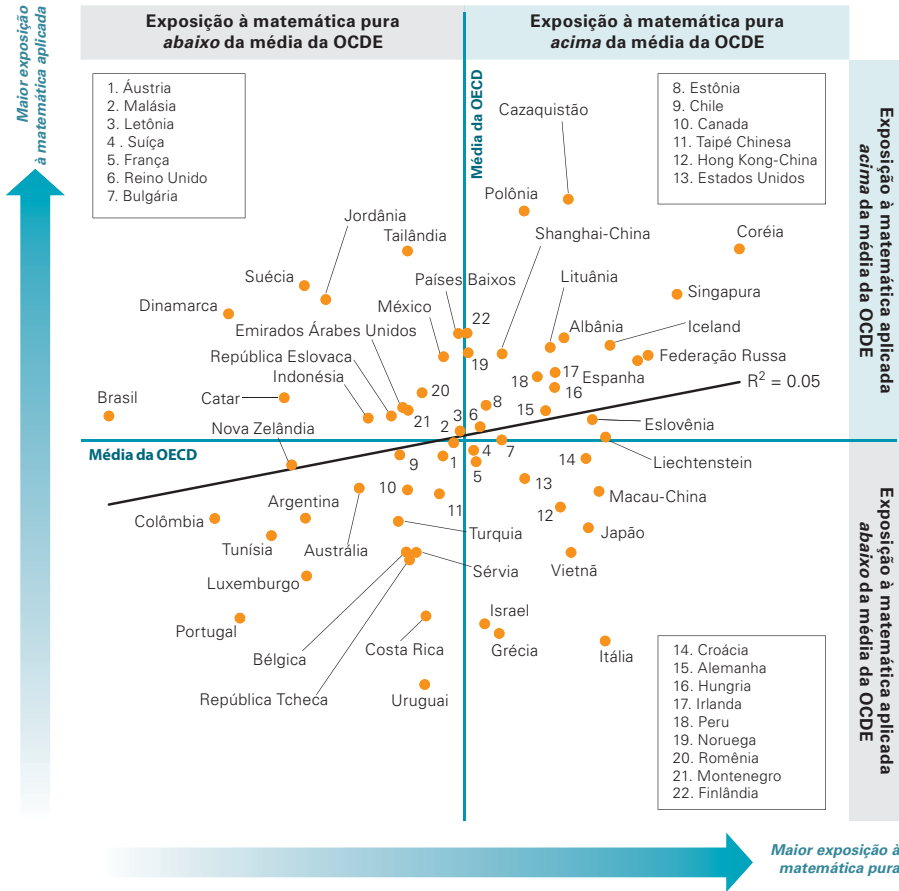 Maior exposição
à matemática aplicada
Exposição à matemática pura
abaixo da média da OCDE
Exposição à matemática pura
acima da média da OCDE
Exposição à matemática aplicada
acima da média da OCDE
Exposição à matemática aplicada
abaixo da média da OCDE
1. Áustria
2. Malásia
3. Letônia
4 . Suíça
5. França
6. Reino Unido
7. Bulgária
8. Estônia
9. Chile
10. Canada
11. Taipé Chinesa
12. Hong Kong-China
13. Estados Unidos
Média da OECD
Cazaquistão
Polônia
Jordânia
Tailândia
Shanghai-China
Coréia
Suécia
Países Baixos
Lituânia
Dinamarca
México
Singapura
Emirados Árabes Unidos
22
Albânia
Iceland
República Eslovaca
19
Federação Russa
Indonésia
18
17
Espanha
R² = 0.05
Brasil
Catar
20
16
21
3
6
8
15
Eslovênia
Nova Zelândia
2
Média da OECD
9
1
4
7
14
Liechtenstein
5
10
13
Macau-China
Argentina
11
12
Colômbia
Turquia
Japão
Tunísia
Austrália
Sérvia
Vietnã
Luxemburgo
Israel
Portugal
Bélgica
Costa Rica
Grécia
Itália
República Tcheca
Uruguai
14. Croácia
15. Alemanha
16. Hungria
17. Irlanda
18. Peru
19. Noruega
20. Romênia
21. Montenegro
22. Finlândia
Maior exposição à
matemática pura